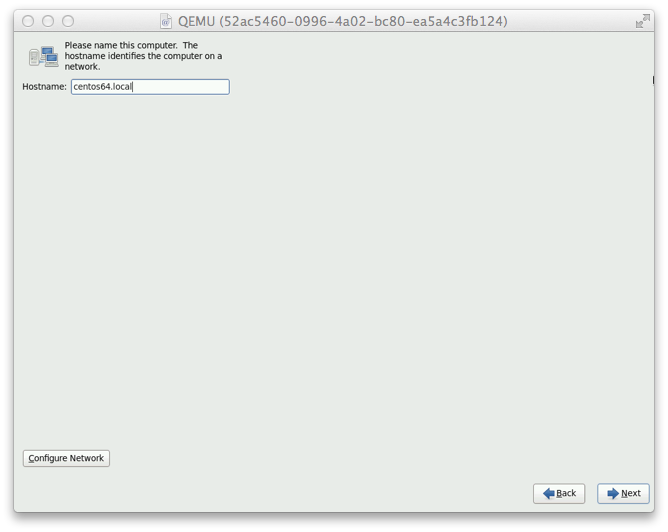 QEMU (52ac5460-0996-4a02-bc80-ea5a4c3fb124)
Please name this computer. The
hostname identifies the computer on a
network.
Hostname: centos64.local
Configure Network
Back Next